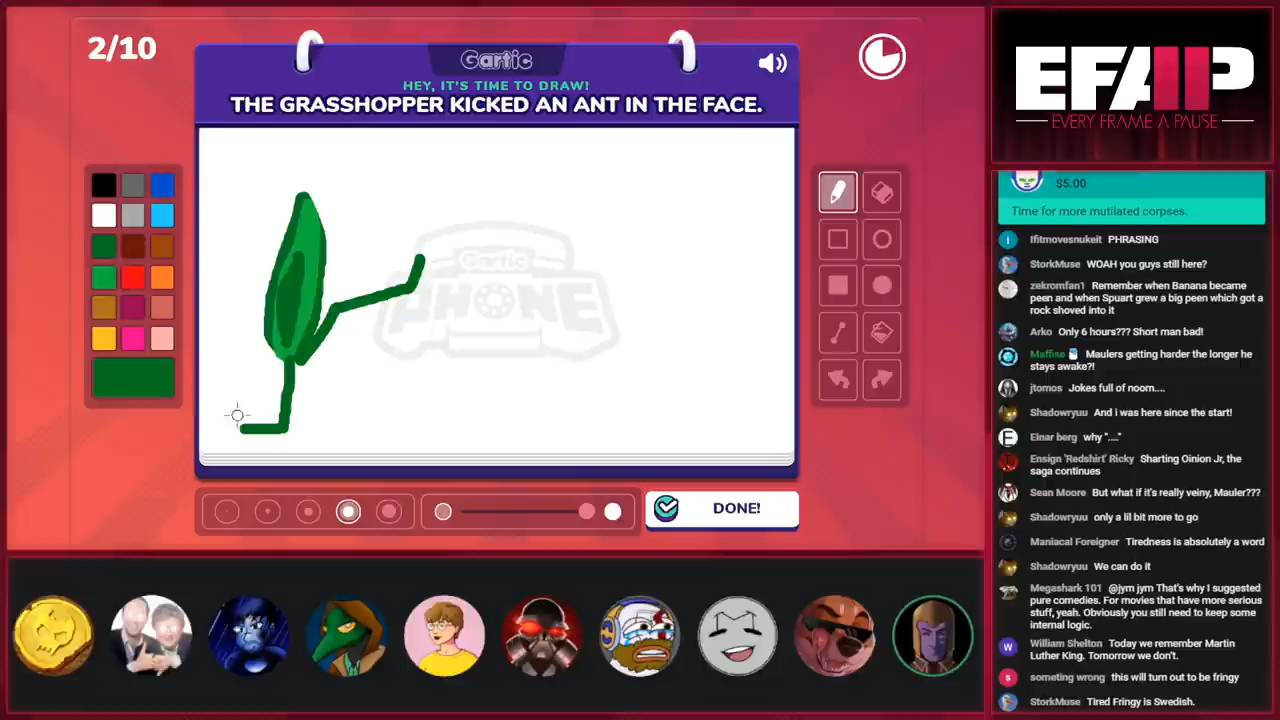 2/10
Gartic
HEY, IT'S TIME TO DRAW!
THE GRASSHOPPER KICKED AN ANT IN THE FACE.
Gartic
PHONE
DONE!
EFAP
EVERY FRAME A PAUSE
$5.00
Time for more mutilated corpses.
Ifitmovesnukeit PHRASING
StorkMuse WOAH you guys still here?
zekromfan1 Remember when Banana became
peen and when Spuart grew a big peen which got a
rock shoved into it
Arko Only 6 hours??? Short man bad!
Maffise Maulers getting harder the longer he
stays awake?!
jtomos Jokes full of noom....
Shadowryuu And i was here since the start!
Einar berg why "...."
Ensign 'Redshirt' Ricky Sharting Oinion Jr, the
saga continues
Sean Moore But what if it's really veiny, Mauler???
Shadowryuu only a lil bit more to go
Maniacal Foreigner Tiredness is absolutely a word
Shadowryuu We can do it
Megashark 101 @jym jym That's why I suggested
pure comedies. For movies that have more serious
stuff, yeah. Obviously you still need to keep some
internal logic.
William Shelton Today we remember Martin
Luther King. Tomorrow we don't.
someting wrong this will turn out to be fringy
StorkMuse Tired Fringy is Swedish.